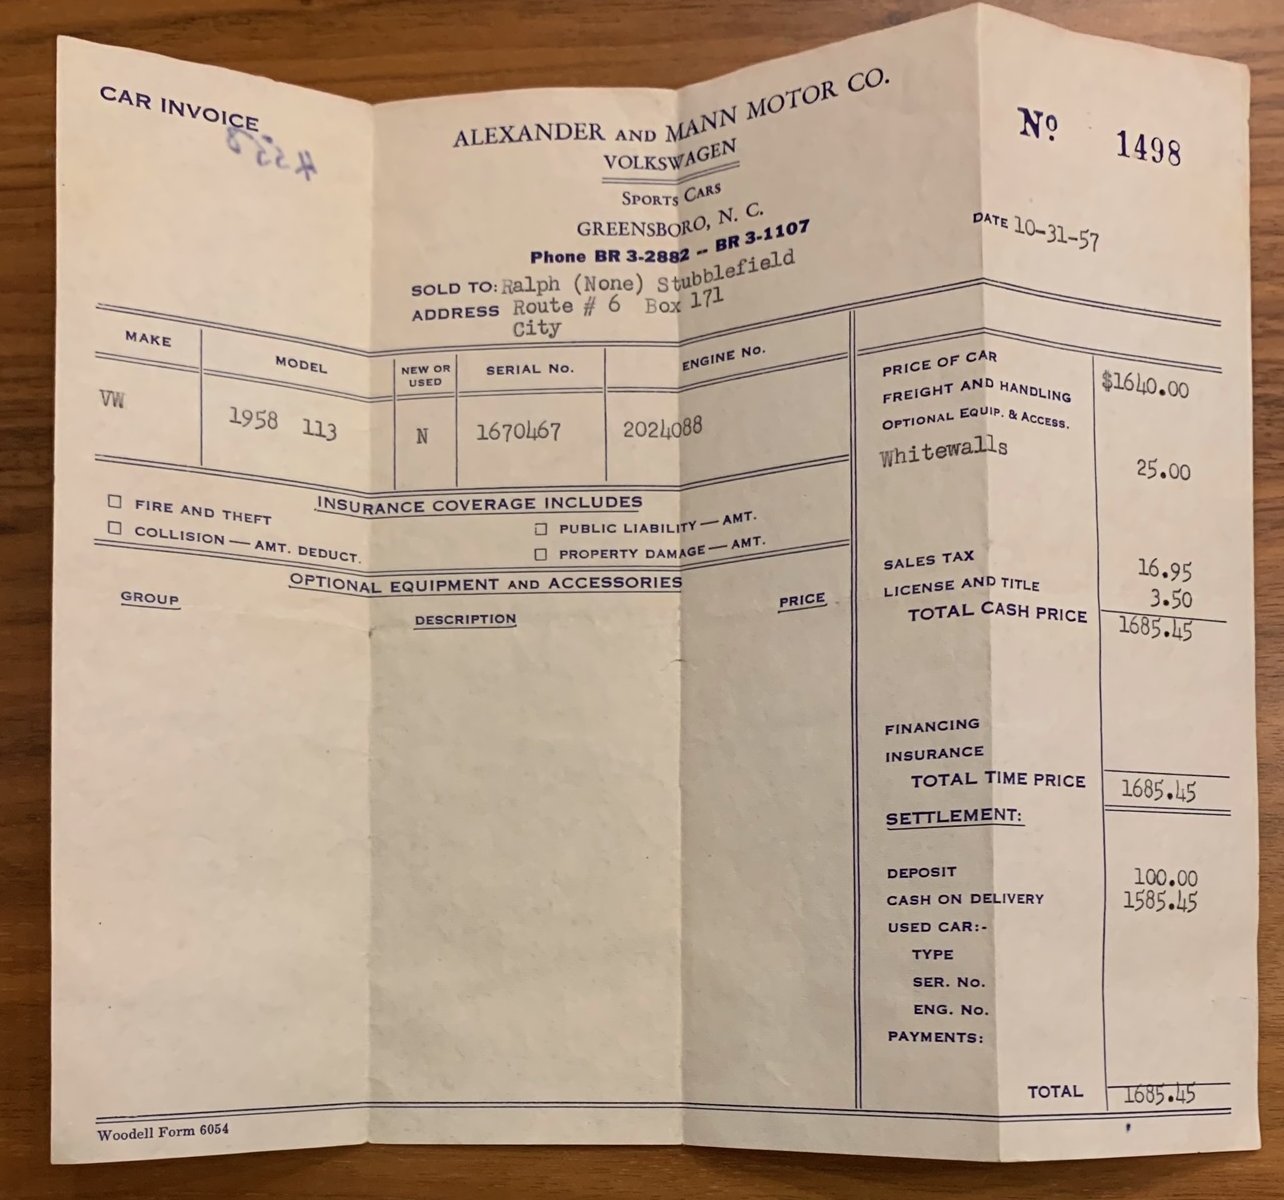 CAR INVOICE
ALEXANDER AND MANN MOTOR CO.
VOLKSWAGEN
SPORTS CARS
GREENSBORO, N. C.
Phone BR 3-2882 -- BR 3-1107
Nº 1498
DATE 10-31-57
SOLD TO: Ralph (None) Stubblefield
ADDRESS Route # 6 Box 171
City
MAKE MODEL NEW OR USED SERIAL No. ENGINE No.
VW 1958 113 N 1670467 2024088
INSURANCE COVERAGE INCLUDES
☐ FIRE AND THEFT ☐ PUBLIC LIABILITY — AMT.
☐ COLLISION — AMT. DEDUCT. ☐ PROPERTY DAMAGE — AMT.
OPTIONAL EQUIPMENT AND ACCESSORIES
GROUP DESCRIPTION PRICE
PRICE OF CAR $1640.00
FREIGHT AND HANDLING
OPTIONAL EQUIP. & ACCESS.
Whitewalls 25.00
SALES TAX 16.95
LICENSE AND TITLE 3.50
TOTAL CASH PRICE 1685.45
FINANCING
INSURANCE
TOTAL TIME PRICE 1685.45
SETTLEMENT:
DEPOSIT 100.00
CASH ON DELIVERY 1585.45
USED CAR:-
TYPE
SER. No.
ENG. No.
PAYMENTS:
TOTAL 1685.45
Woodell Form 6054